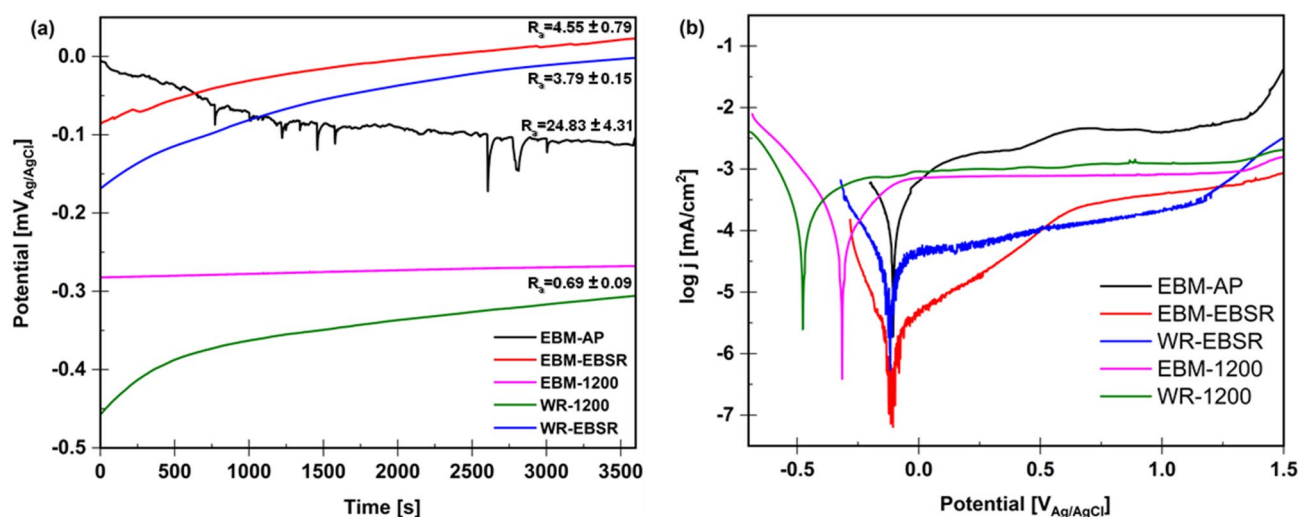 (a)
Rₐ=4.55 ± 0.79
Rₐ=3.79 ± 0.15
Rₐ=24.83 ± 4.31
Rₐ=0.69 ± 0.09
0.0
-0.1
-0.2
-0.3
-0.4
-0.5
Potential [mV_Ag/AgCl]
EBM-AP
EBM-EBSR
EBM-1200
WR-1200
WR-EBSR
0 500 1000 1500 2000 2500 3000 3500
Time [s]
(b)
-1
-2
-3
-4
-5
-6
-7
log j [mA/cm²]
EBM-AP
EBM-EBSR
WR-EBSR
EBM-1200
WR-1200
-0.5 0.0 0.5 1.0 1.5
Potential [V_Ag/AgCl]